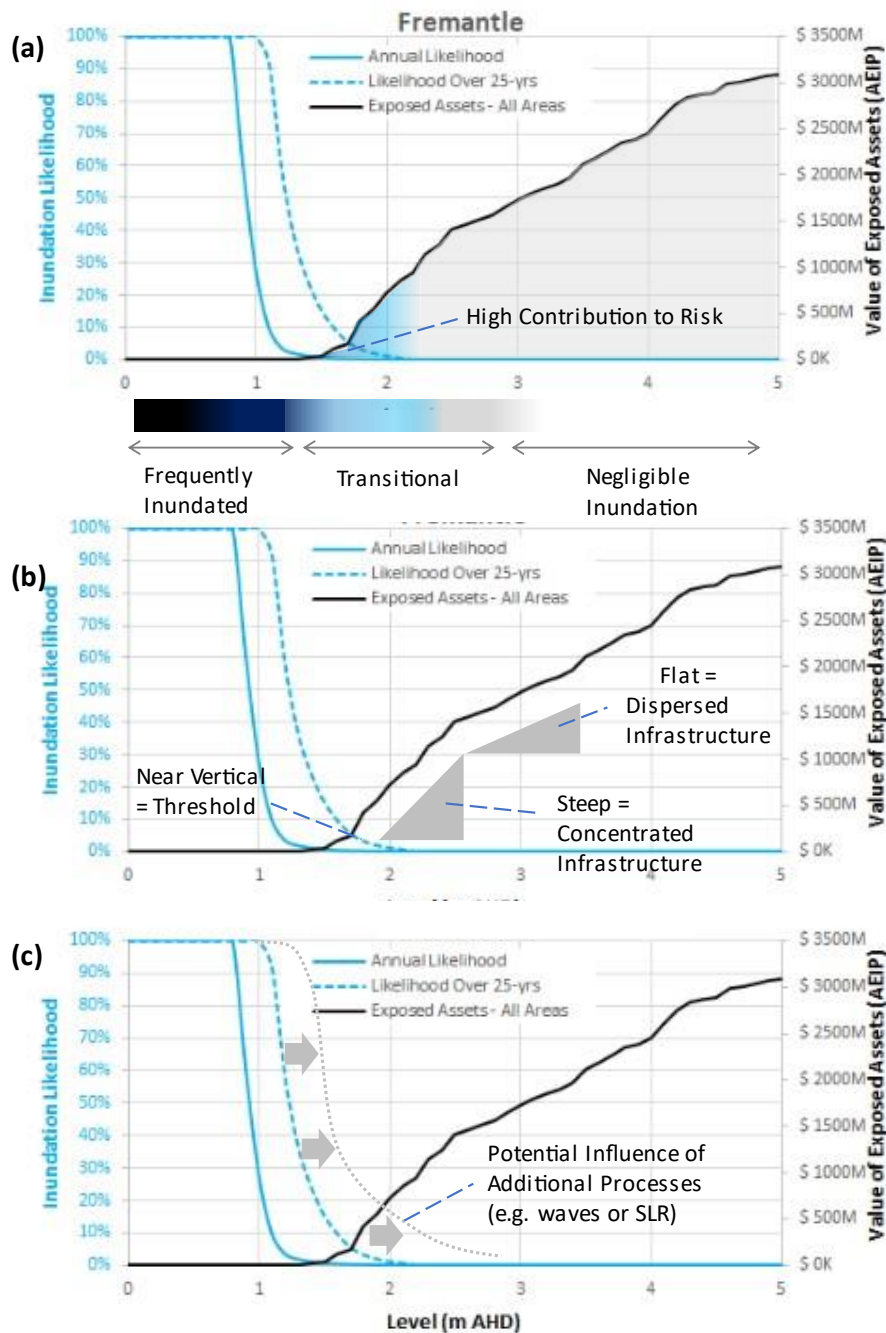 Fremantle
(a)
100%
90%
80%
70%
60%
50%
40%
30%
20%
10%
0%
Inundation Likelihood
Annual Likelihood
Likelihood Over 25-yrs
Exposed Assets - All Areas
$ 3500M
$ 3000M
$ 2500M
$ 2000M
$ 1500M
$ 1000M
$ 500M
$ 0K
Value of Exposed Assets (AEIP)
High Contribution to Risk
0 1 2 3 4 5
Frequently
Inundated
Transitional
Negligible
Inundation
Fremantle
(b)
100%
90%
80%
70%
60%
50%
40%
30%
20%
10%
0%
Inundation Likelihood
Annual Likelihood
Likelihood Over 25-yrs
Exposed Assets - All Areas
$ 3500M
$ 3000M
$ 2500M
$ 2000M
$ 1500M
$ 1000M
$ 500M
$ 0K
Value of Exposed Assets (AEIP)
Flat =
Dispersed
Infrastructure
Near Vertical
= Threshold
Steep =
Concentrated
Infrastructure
0 1 2 3 4 5
Level (m AHD)
(c)
100%
90%
80%
70%
60%
50%
40%
30%
20%
10%
0%
Inundation Likelihood
Annual Likelihood
Likelihood Over 25-yrs
Exposed Assets - All Areas
$ 3500M
$ 3000M
$ 2500M
$ 2000M
$ 1500M
$ 1000M
$ 500M
$ 0K
Value of Exposed Assets (AEIP)
Potential Influence of
Additional Processes
(e.g. waves or SLR)
0 1 2 3 4 5
Level (m AHD)